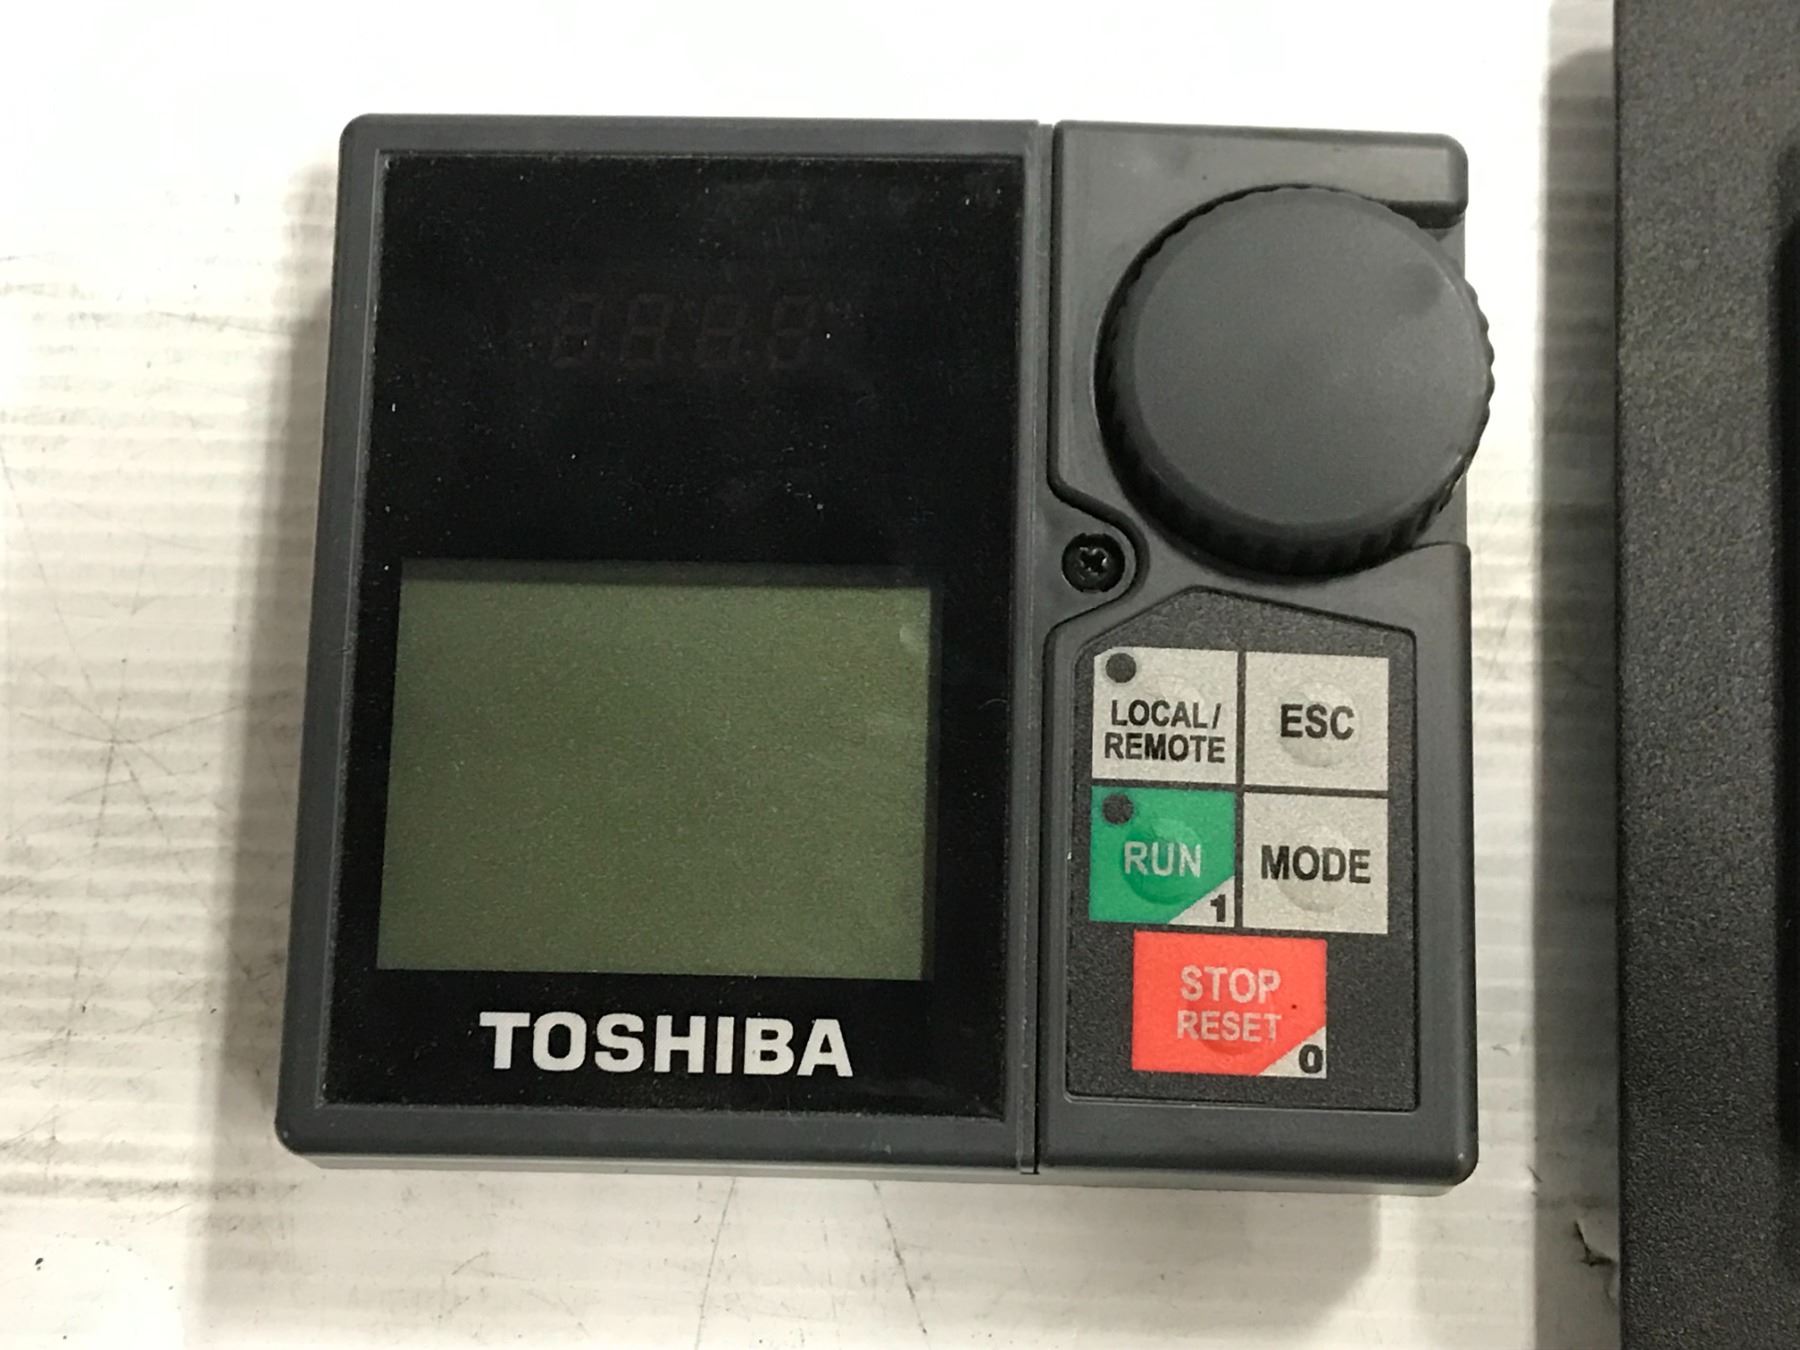 TOSHIBA
LOCAL/
REMOTE
ESC
RUN
1
MODE
STOP
RESET
0